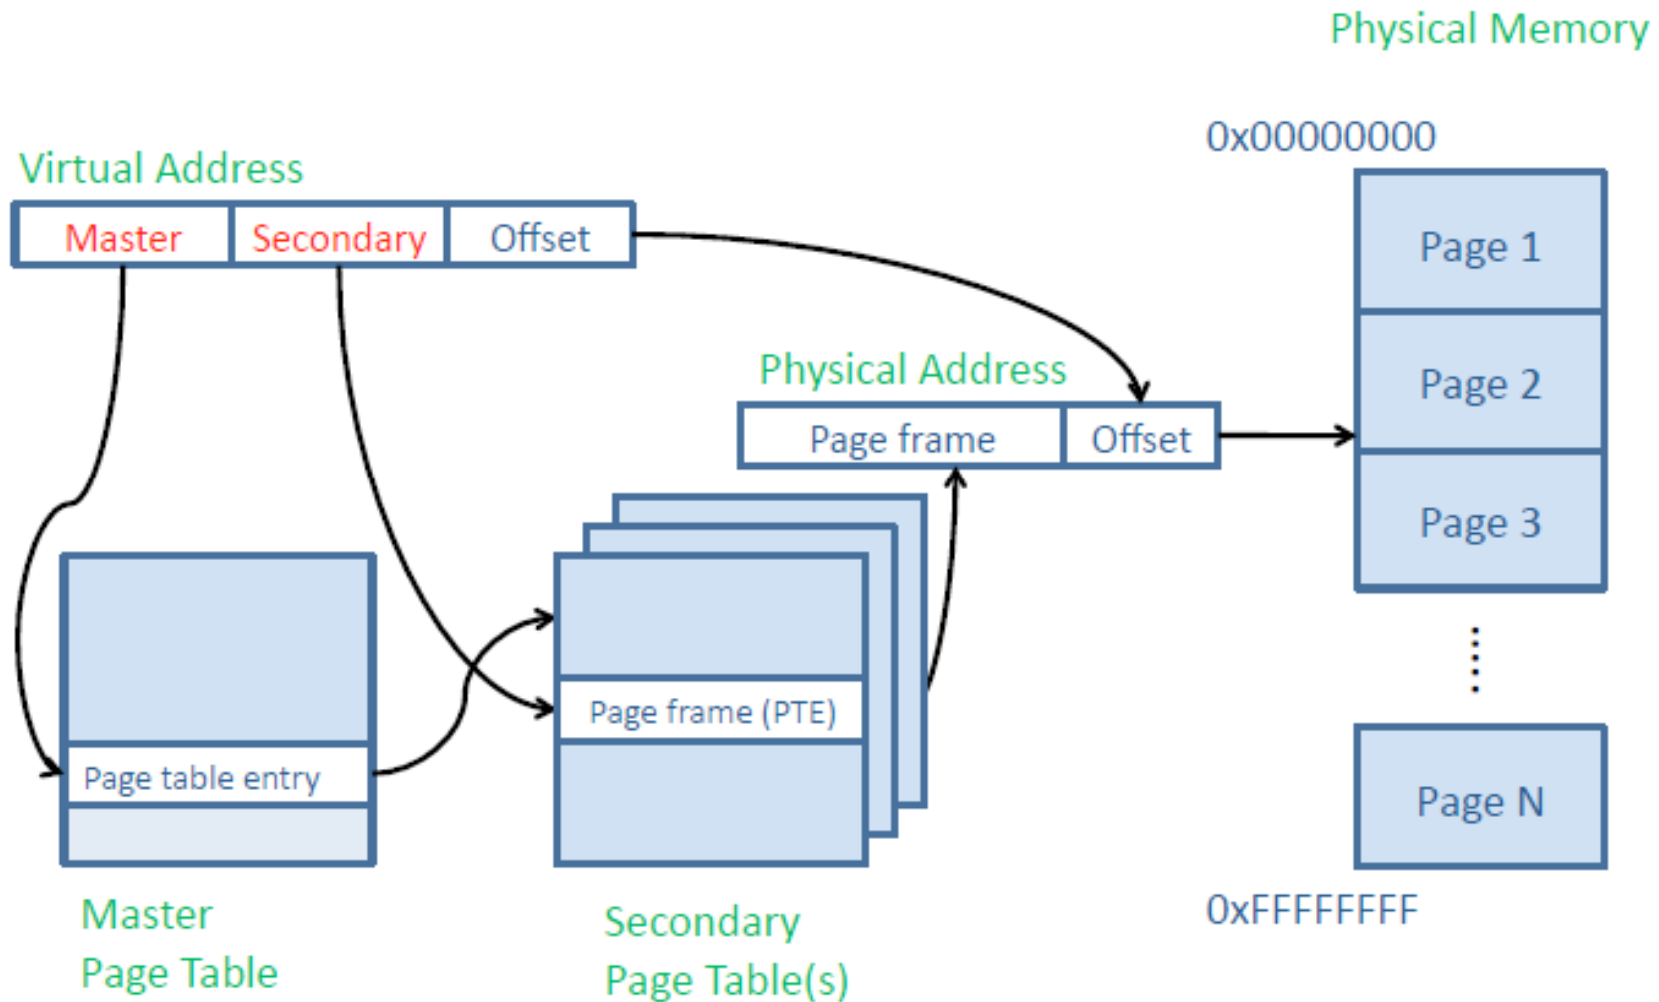 Physical Memory
0x00000000
Virtual Address
Master
Secondary
Offset
Page 1
Page 2
Page 3
Physical Address
Page frame
Offset
Page frame (PTE)
Page table entry
Page N
0xFFFFFFFF
Master
Page Table
Secondary
Page Table(s)